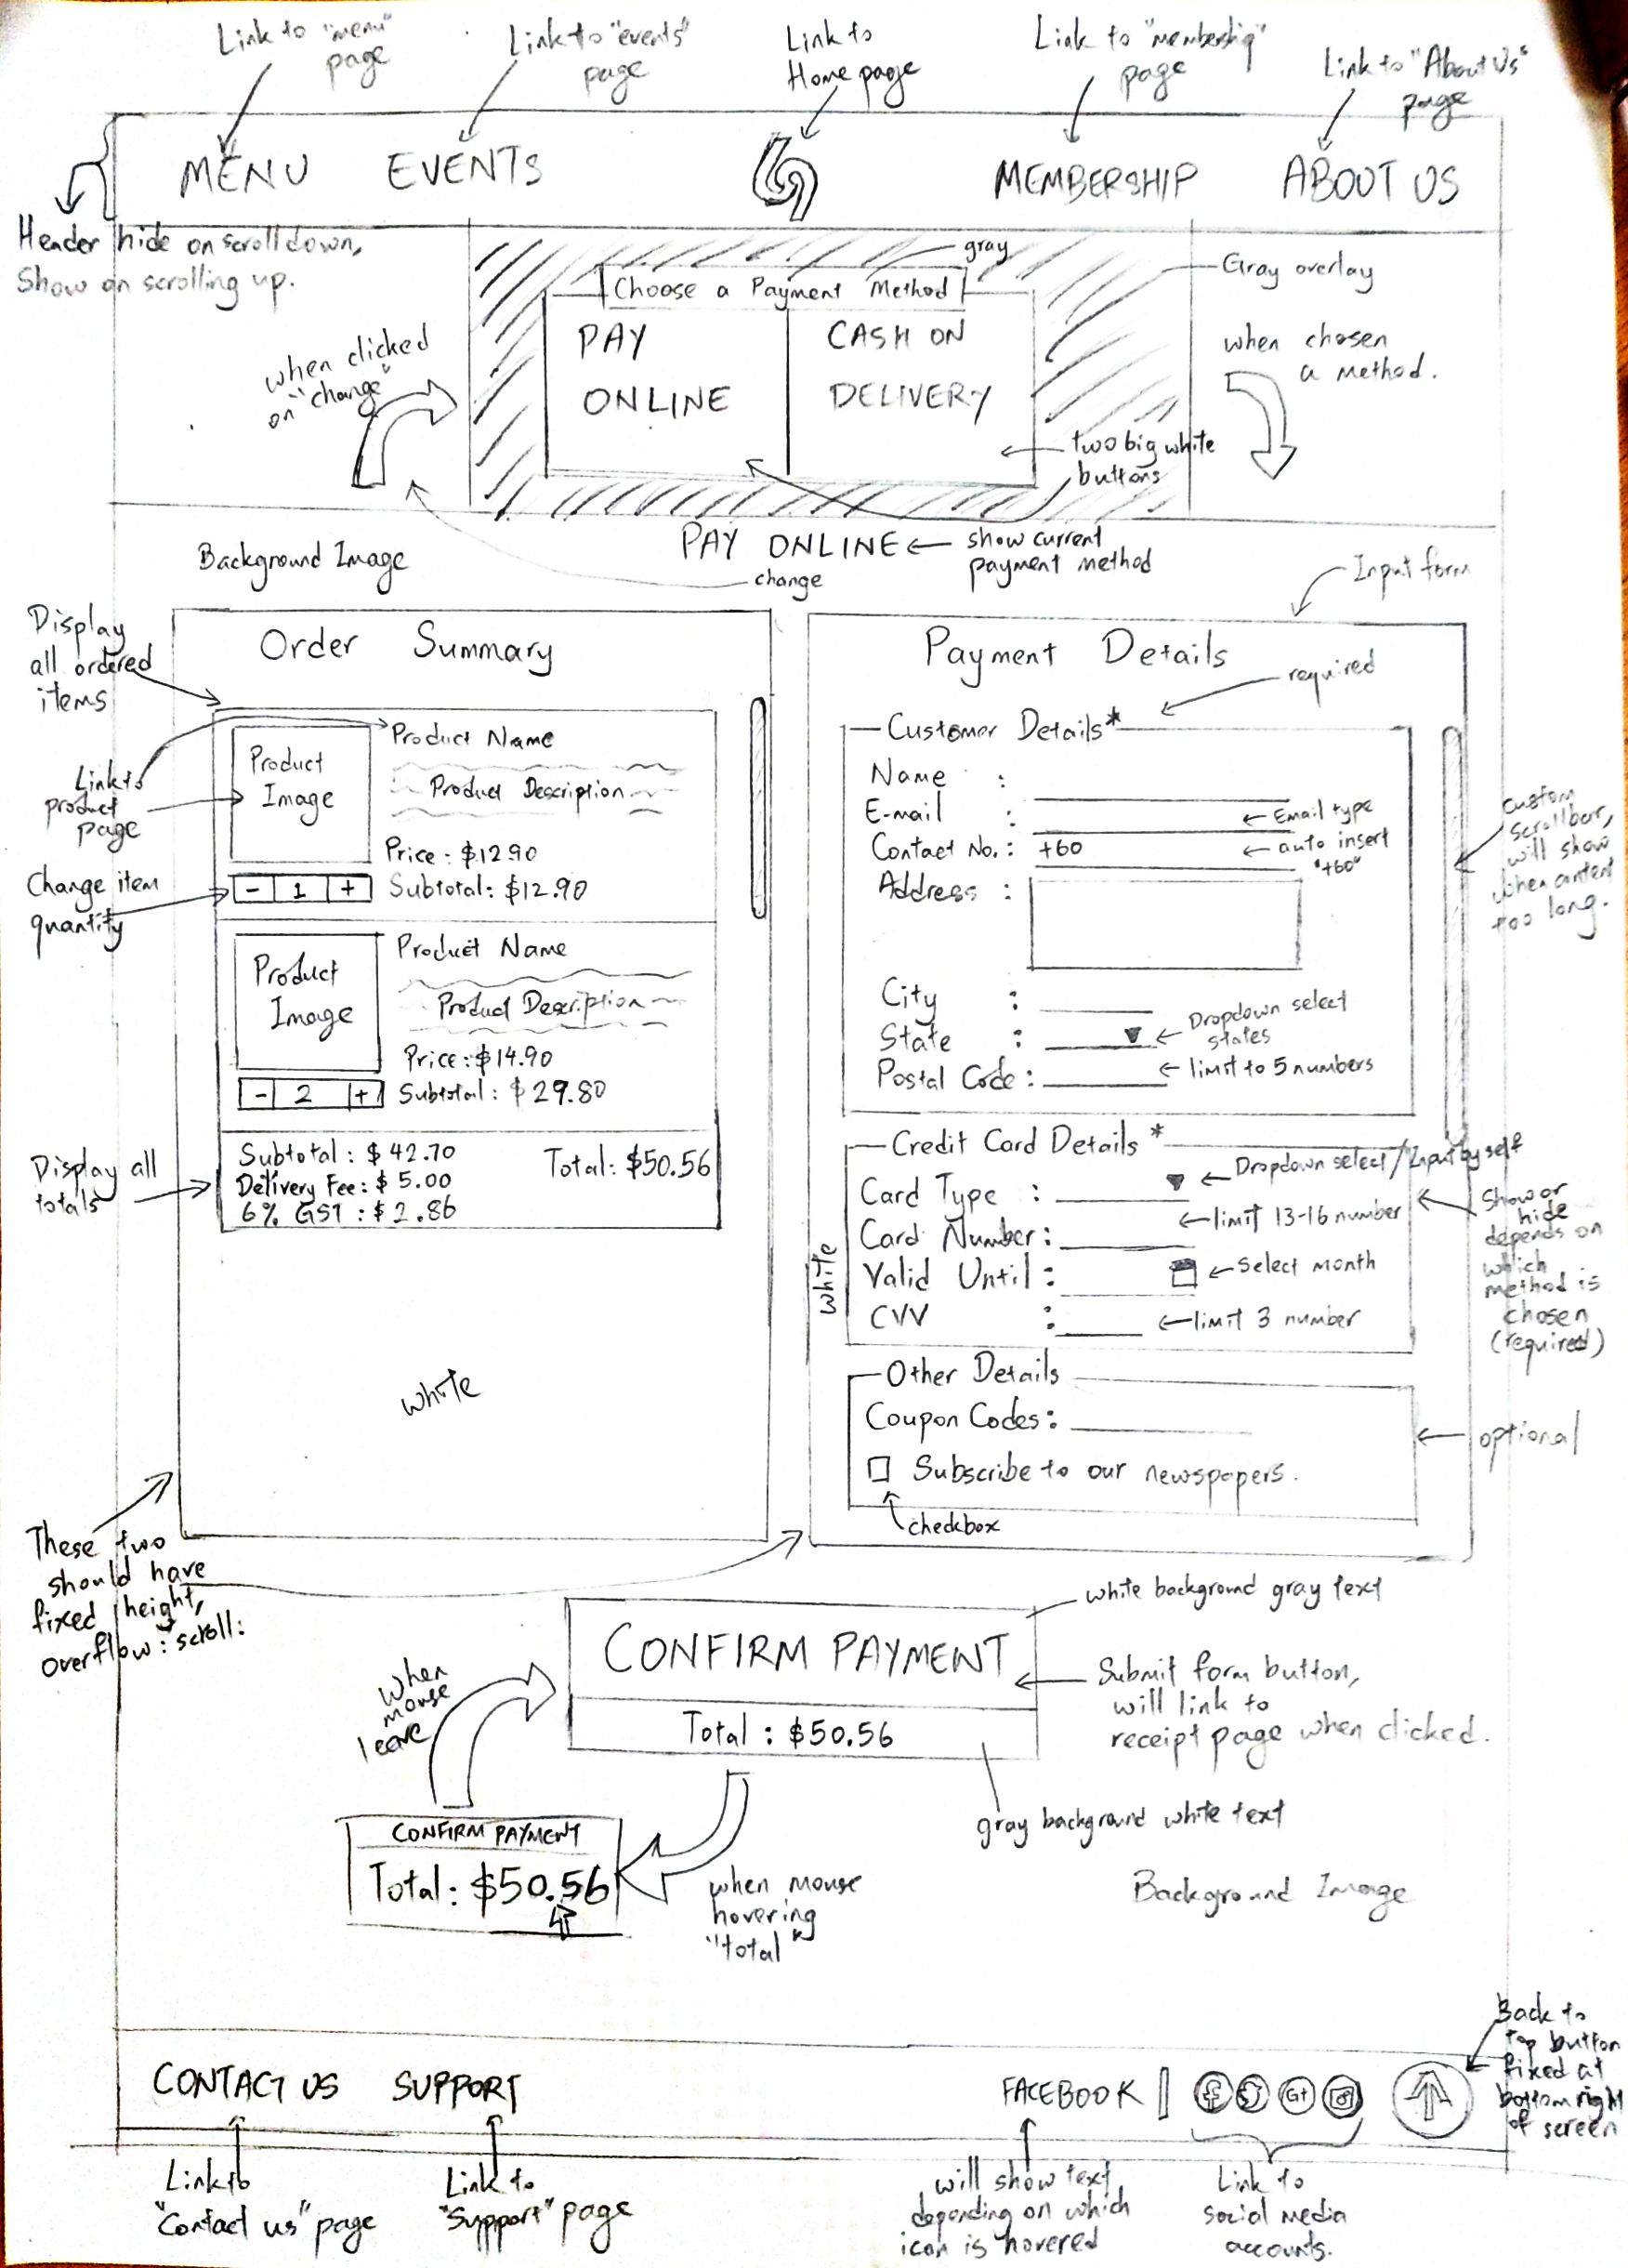 Link to "menu"
page
Link to "events"
page
Link to
Home page
Link to "membership"
page
Link to "About Us"
page
MENU
EVENTS
MEMBERSHIP
ABOUT US
Header hide on scroll down,
Show on scrolling up.
gray
Choose a Payment Method
Gray overlay
PAY
ONLINE
CASH ON
DELIVERY
when clicked
on "change"
when chosen
a method.
two big white
buttons
Background Image
PAY ONLINE
show current
payment method
change
Input form
Display
all ordered
items
Order Summary
Product
Image
Product Name
Product Description
Price : $12.90
- 1 +
Subtotal : $12.90
Link to
product
page
Change item
quantity
Product
Image
Product Name
Product Description
Price : $14.90
- 2 +
Subtotal : $29.80
Display all
totals
Subtotal : $ 42.70
Total : $50.56
Delivery Fee : $ 5.00
6% GST : $ 2.86
white
These two
should have
fixed height,
overflow : scroll:
Payment Details
required
Customer Details*
Name :
E-mail :
Email type
Contact No. : +60
auto insert
"+60"
Address :
City :
State :
Dropdown select
states
Postal Code :
limit to 5 numbers
custom
scrollbar,
will show
when content
too long.
Credit Card Details *
Card Type :
Dropdown select / Input by self
Card Number :
limit 13-16 number
Valid Until :
Select month
CVV :
limit 3 number
white
Show or
hide
depends on
which
method is
chosen
(required)
Other Details
Coupon Codes :
Subscribe to our newspapers.
checkbox
optional
white background gray text
CONFIRM PAYMENT
Total : $50.56
Submit form button,
will link to
receipt page when clicked.
gray background white text
When
mouse
leave
CONFIRM PAYMENT
Total : $50.56
when mouse
hovering
"total"
Background Image
Back to
top button
fixed at
bottom right
of screen
CONTACT US
SUPPORT
FACEBOOK
G+
Link to
"Contact us" page
Link to
"Suppport" page
will show text
depending on which
icon is hovered
Link to
social media
accounts.